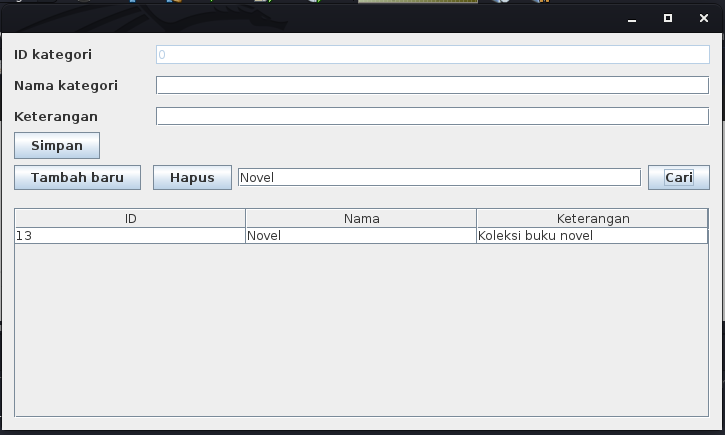 ID kategori 0
Nama kategori
Keterangan
Simpan
Tambah baru Hapus Novel Cari
ID Nama Keterangan
13 Novel Koleksi buku novel